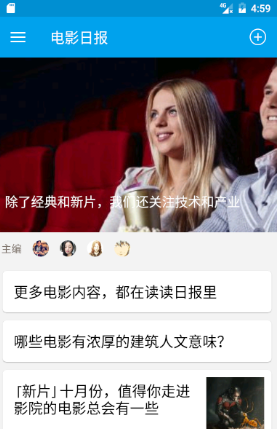 4G 4:59
电影日报
除了经典和新片，我们还关注技术和产业
主编
更多电影内容，都在读读日报里
哪些电影有浓厚的建筑人文意味？
「新片」十月份，值得你走进
影院的电影总会有一些